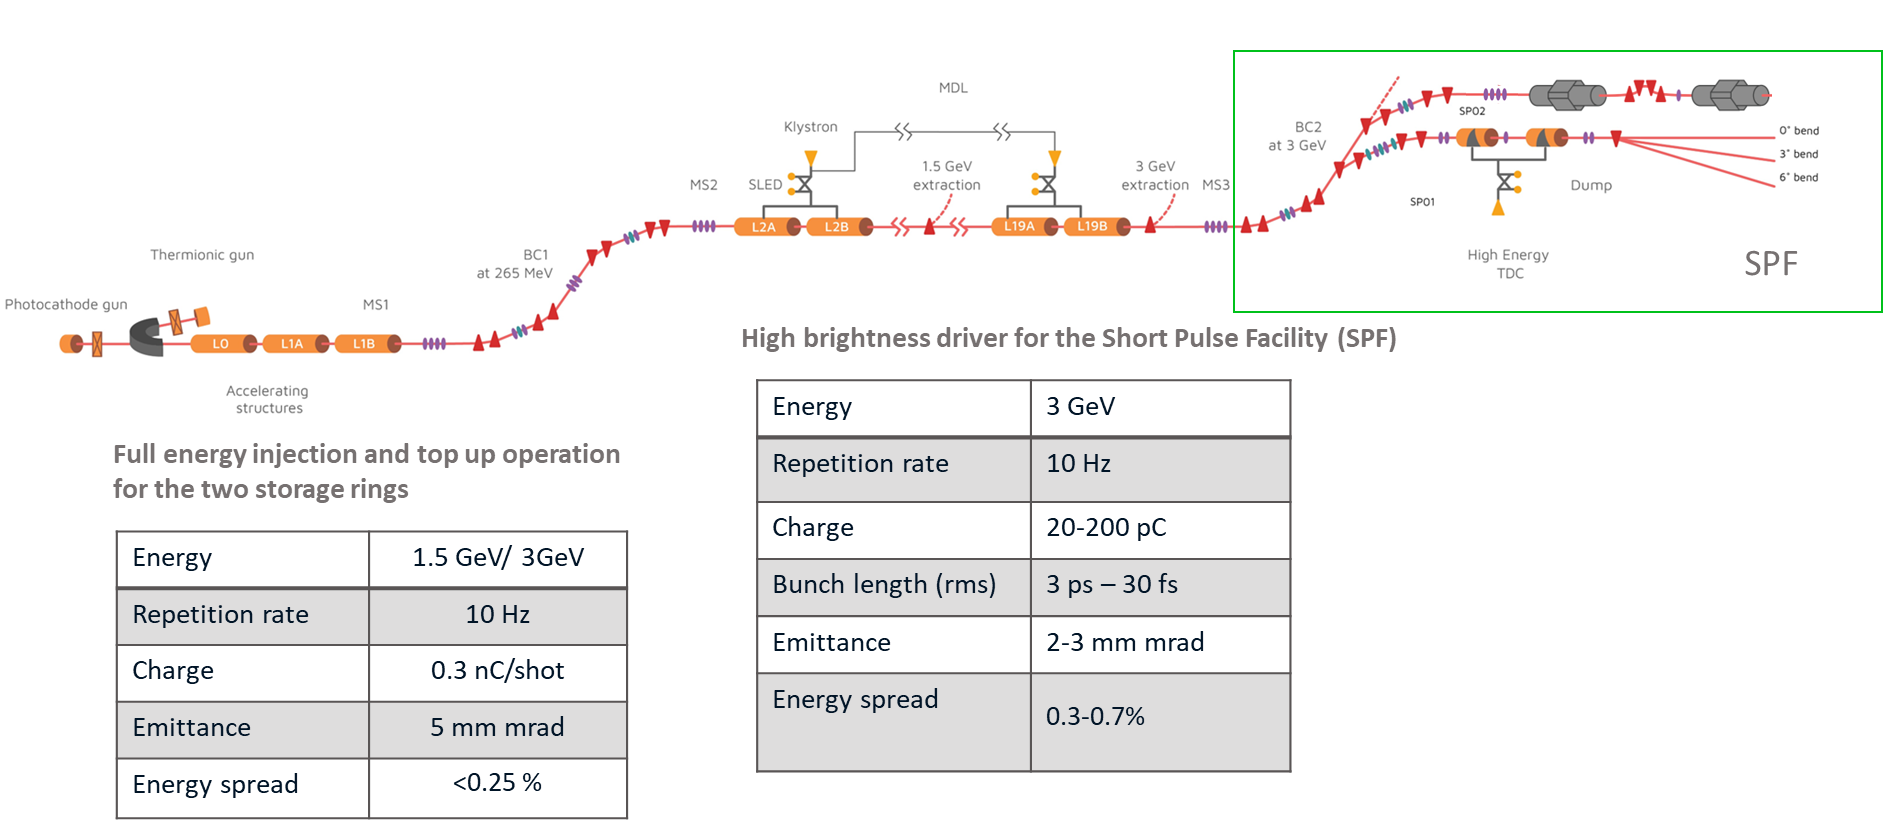 MDL
Klystron
BC2
at 3 GeV
SP02
0° bend
3° bend
6° bend
MS2
SLED
1.5 GeV
extraction
3 GeV
extraction
MS3
Dump
SP01
L2A
L2B
L19A
L19B
Thermionic gun
BC1
at 265 MeV
High Energy
TDC
SPF
Photocathode gun
MS1
L0
L1A
L1B
Accelerating
structures
High brightness driver for the Short Pulse Facility (SPF)
Energy 3 GeV
Repetition rate 10 Hz
Charge 20-200 pC
Bunch length (rms) 3 ps – 30 fs
Emittance 2-3 mm mrad
Energy spread 0.3-0.7%
Full energy injection and top up operation
for the two storage rings
Energy 1.5 GeV/ 3GeV
Repetition rate 10 Hz
Charge 0.3 nC/shot
Emittance 5 mm mrad
Energy spread <0.25 %